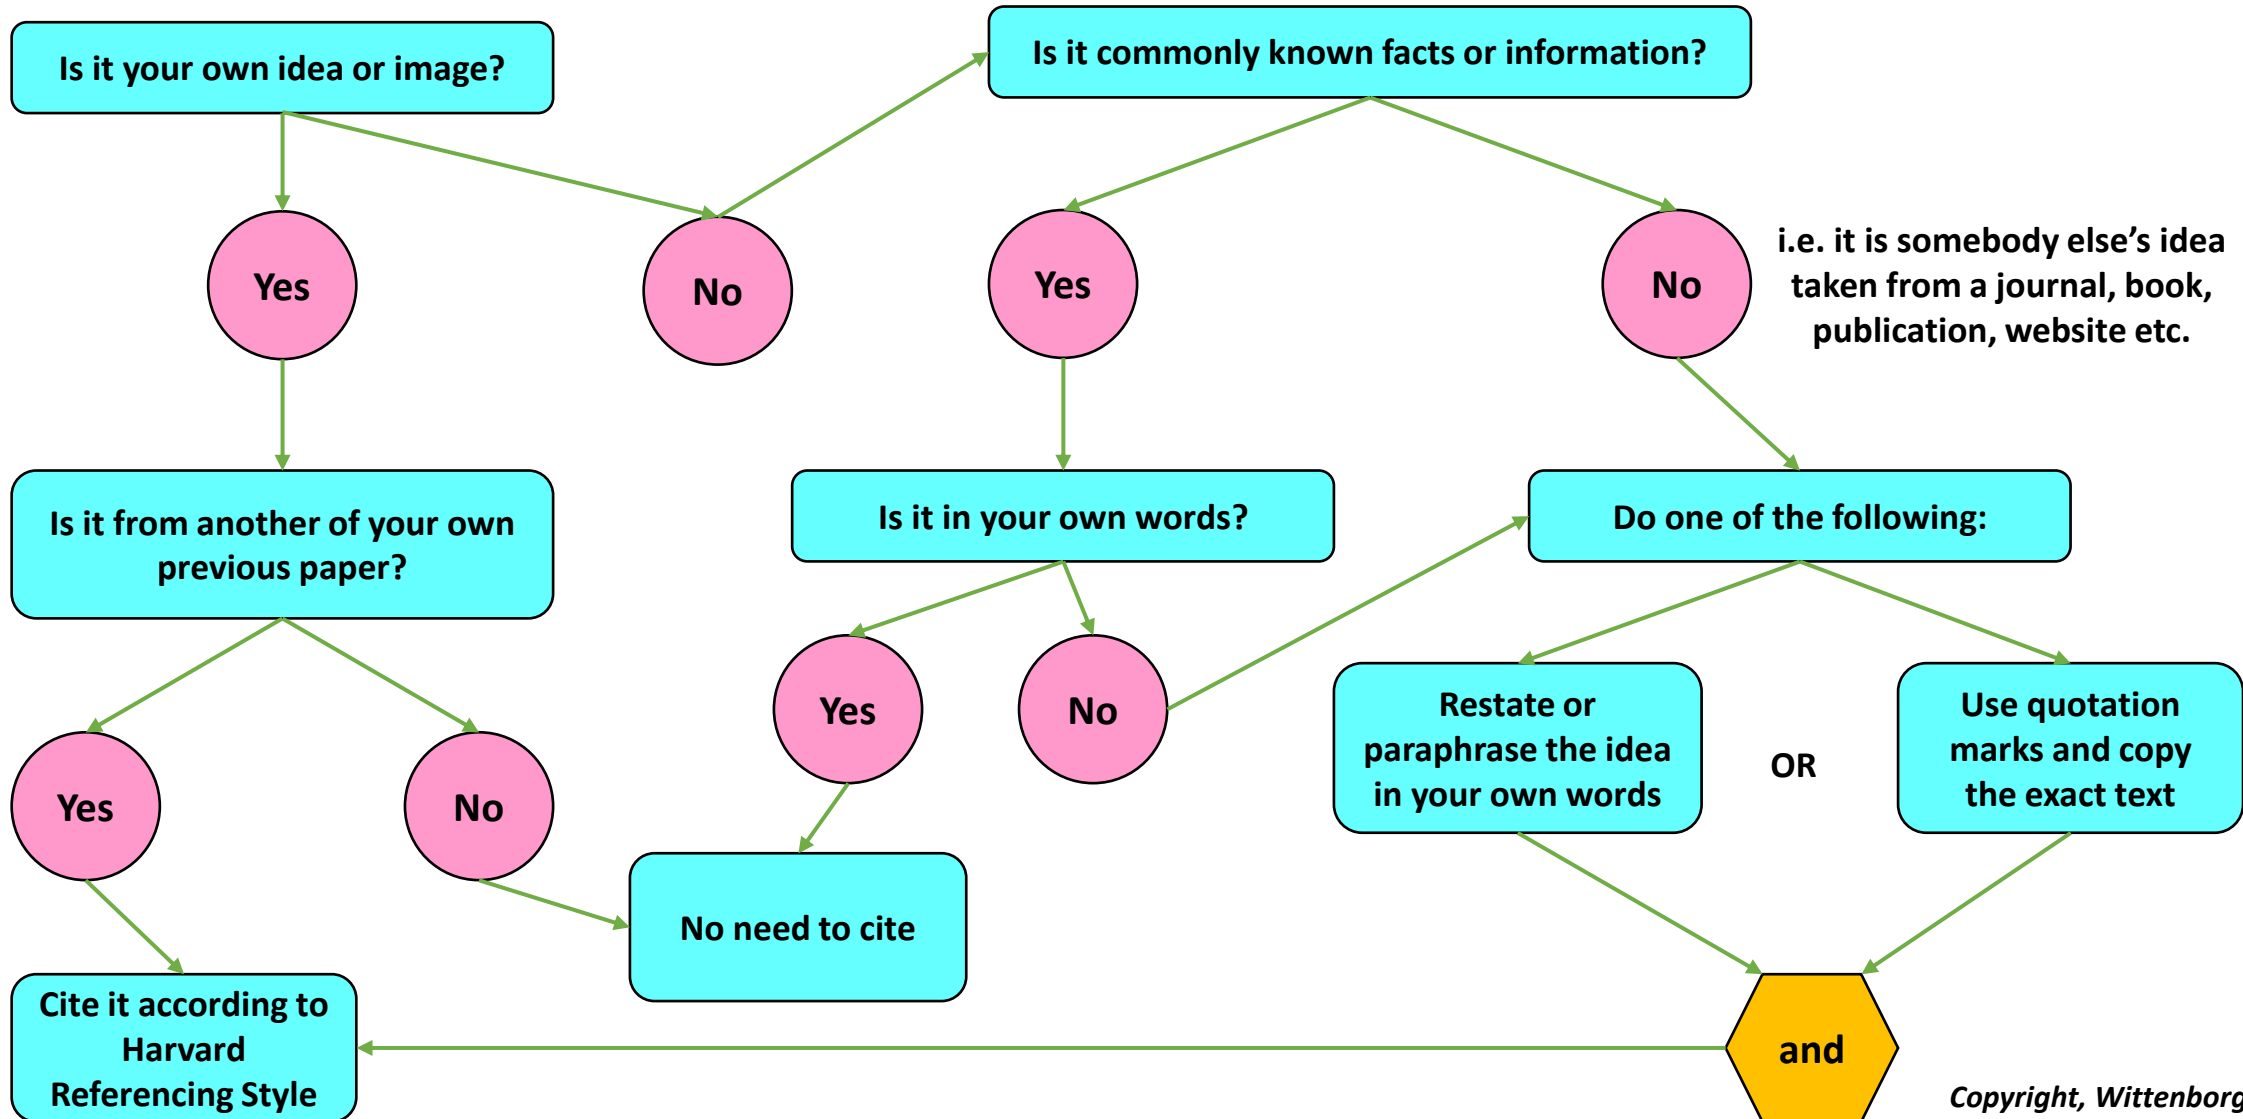 Is it your own idea or image?
Is it commonly known facts or information?
Yes
No
Yes
No
i.e. it is somebody else’s idea
taken from a journal, book,
publication, website etc.
Is it from another of your own
previous paper?
Is it in your own words?
Do one of the following:
Yes
No
Yes
No
Restate or
paraphrase the idea
in your own words
OR
Use quotation
marks and copy
the exact text
No need to cite
Cite it according to
Harvard
Referencing Style
and
Copyright, Wittenborg